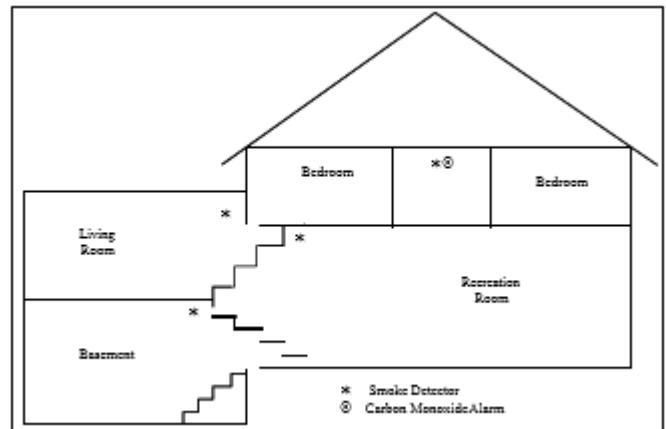 Bedroom
*⊗
Bedroom
*
Living
Room
*
Recreation
Room
*
Basement
* Smoke Detector
⊗ Carbon Monoxide Alarm